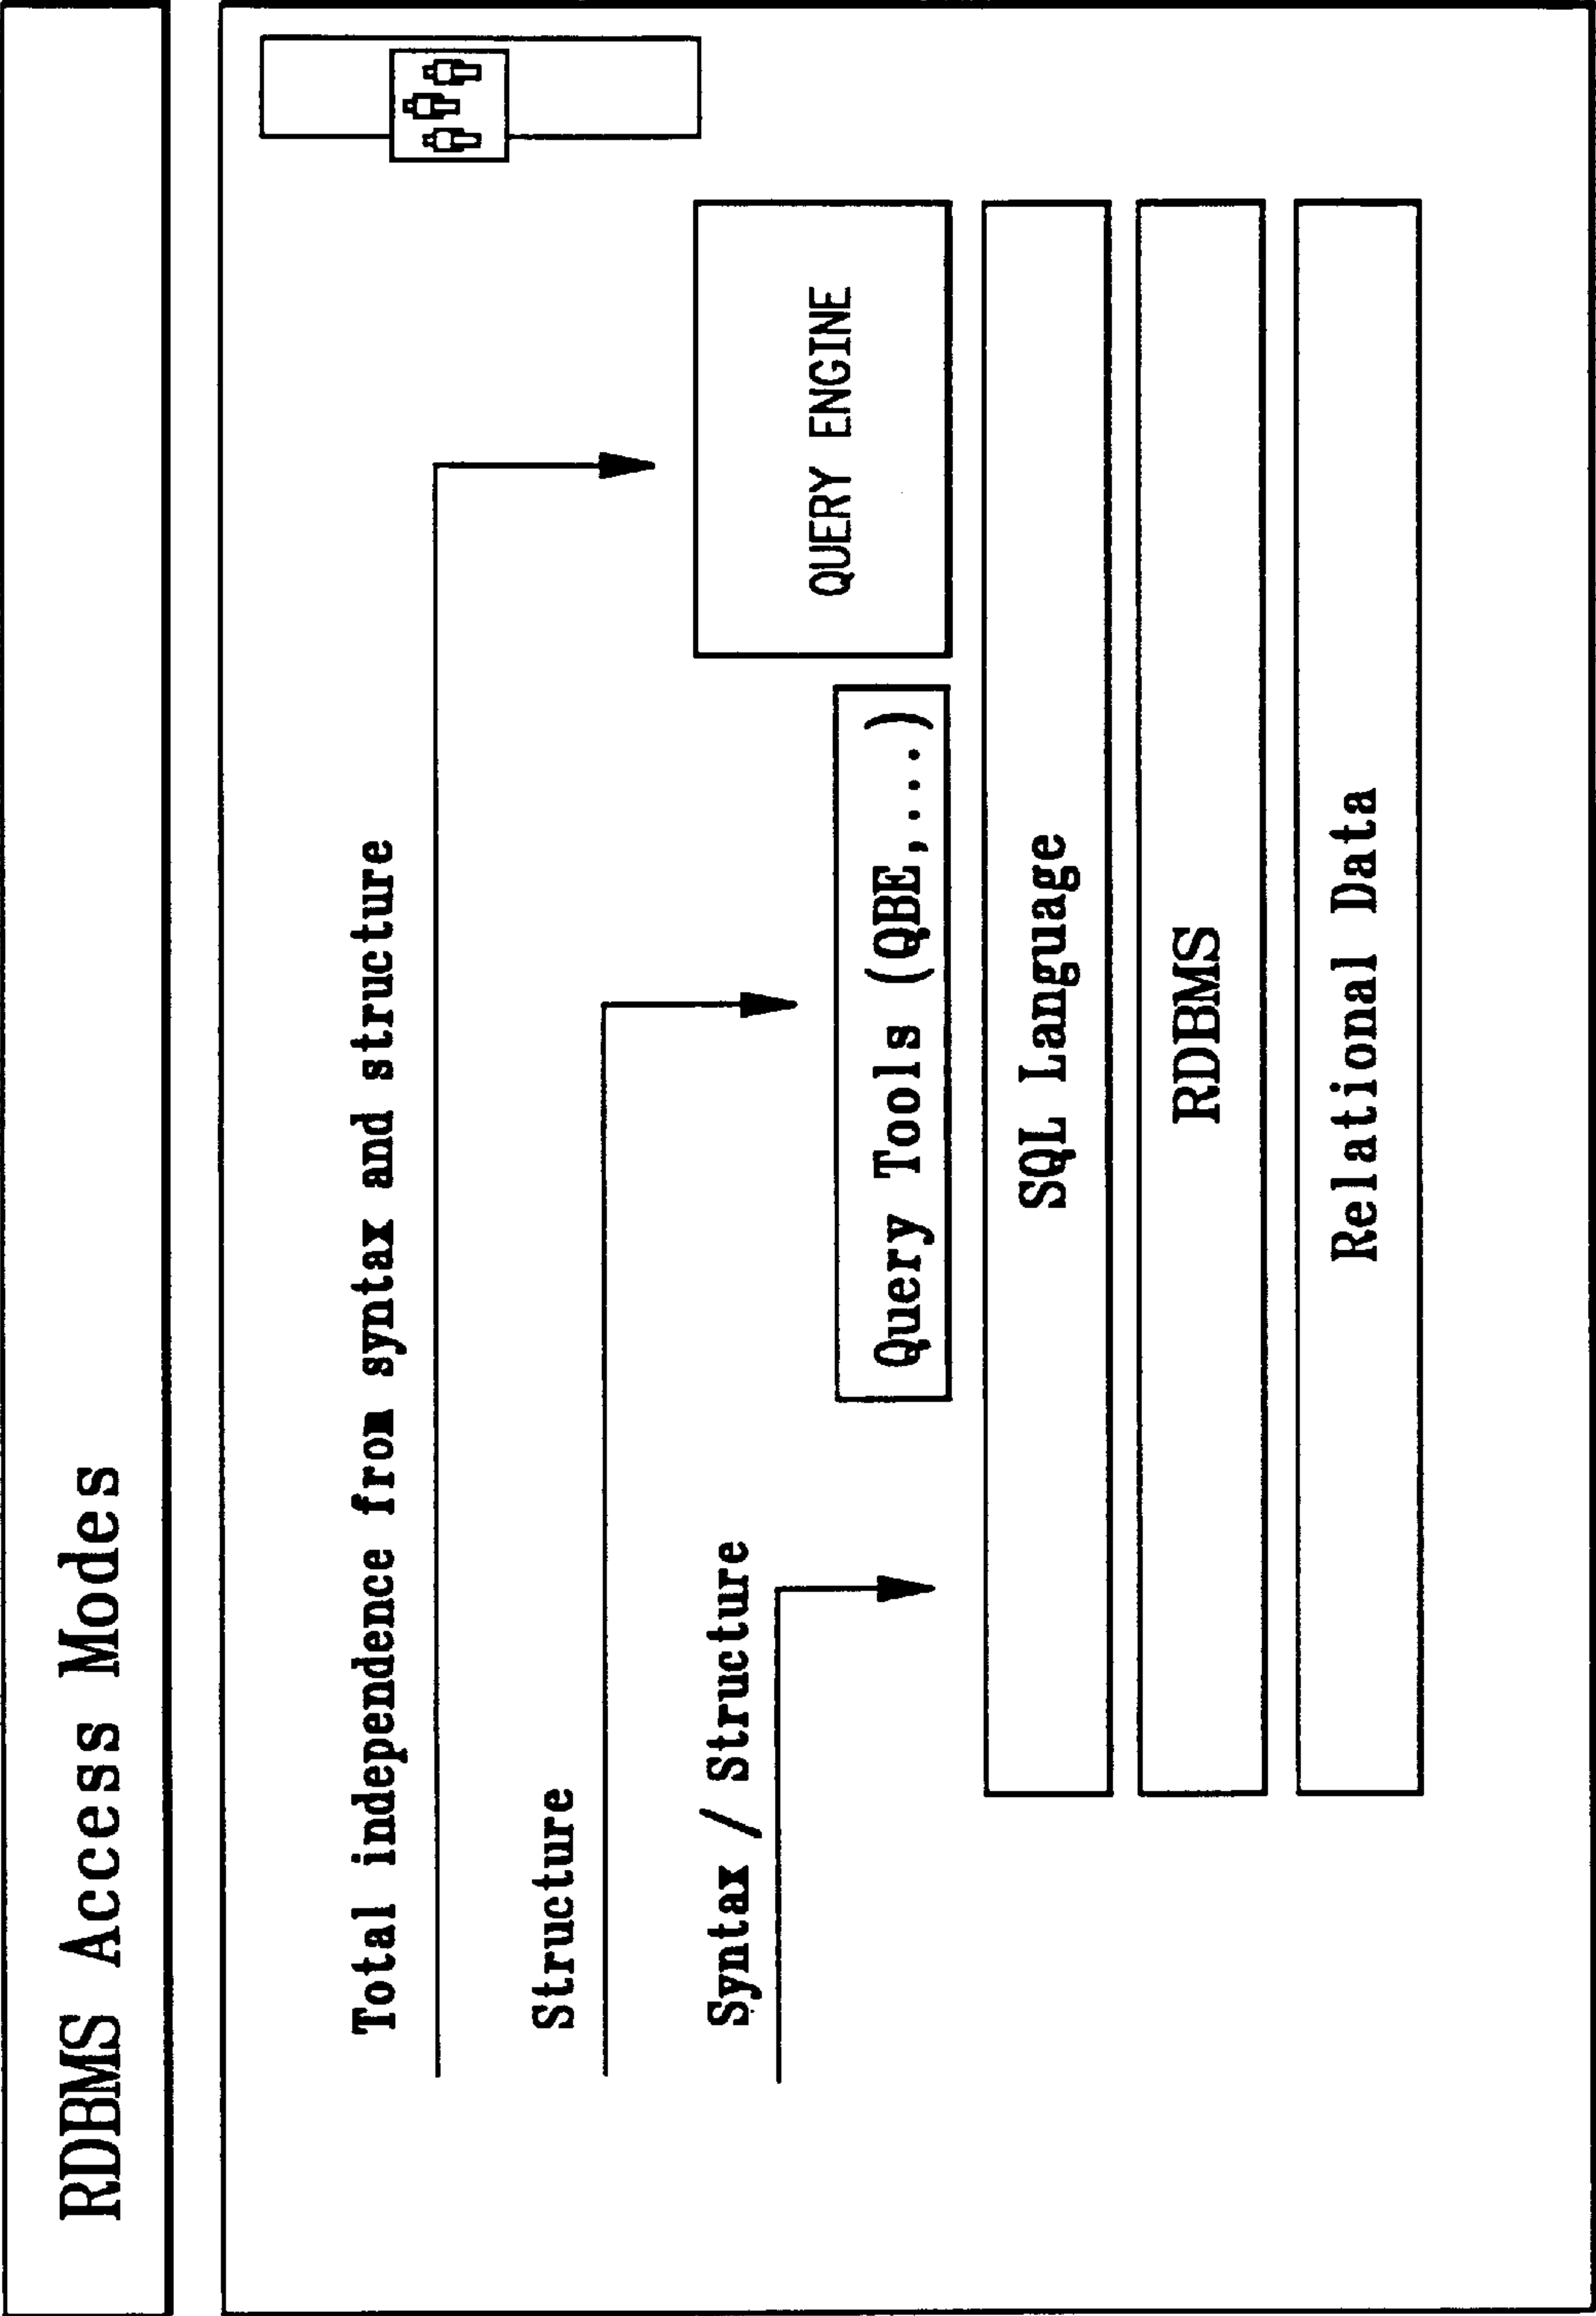 RDBMS Access Modes
Total independence from syntax and structure
Structure
Syntax / Structure
QUERY ENGINE
Query Tools (QBE,...)
SQL Language
RDBMS
Relational Data